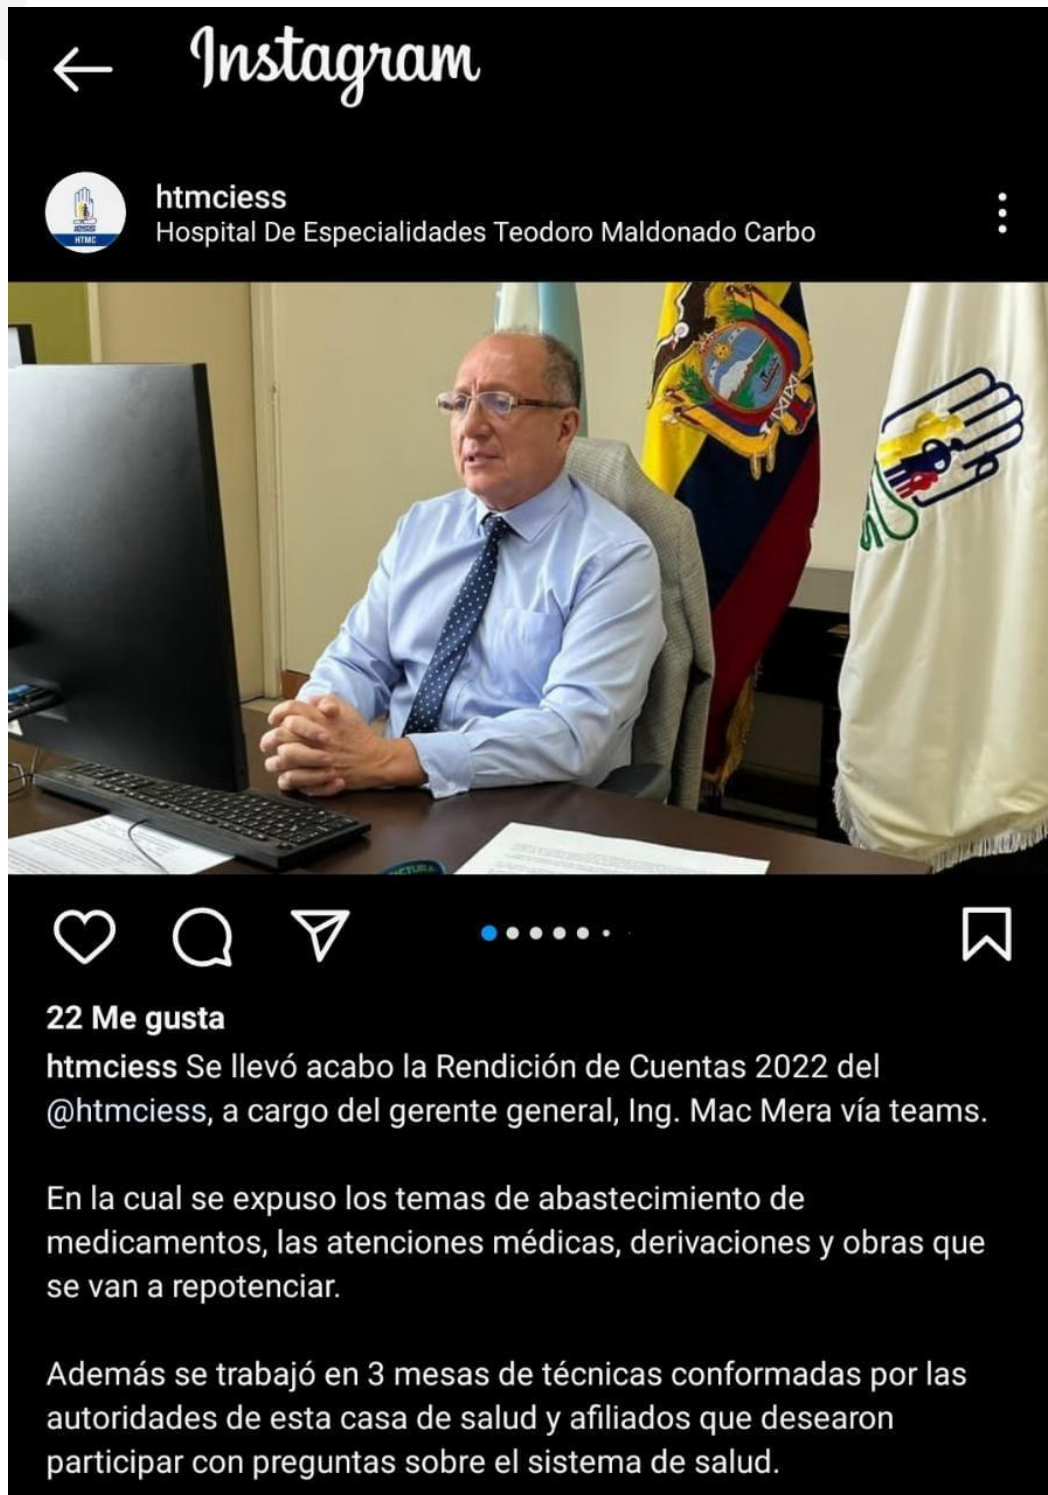 Instagram
htmciess
Hospital De Especialidades Teodoro Maldonado Carbo
HTMC
22 Me gusta
htmciess Se llevó acabo la Rendición de Cuentas 2022 del
@htmciess, a cargo del gerente general, Ing. Mac Mera vía teams.
En la cual se expuso los temas de abastecimiento de
medicamentos, las atenciones médicas, derivaciones y obras que
se van a repotenciar.
Además se trabajó en 3 mesas de técnicas conformadas por las
autoridades de esta casa de salud y afiliados que desearon
participar con preguntas sobre el sistema de salud.